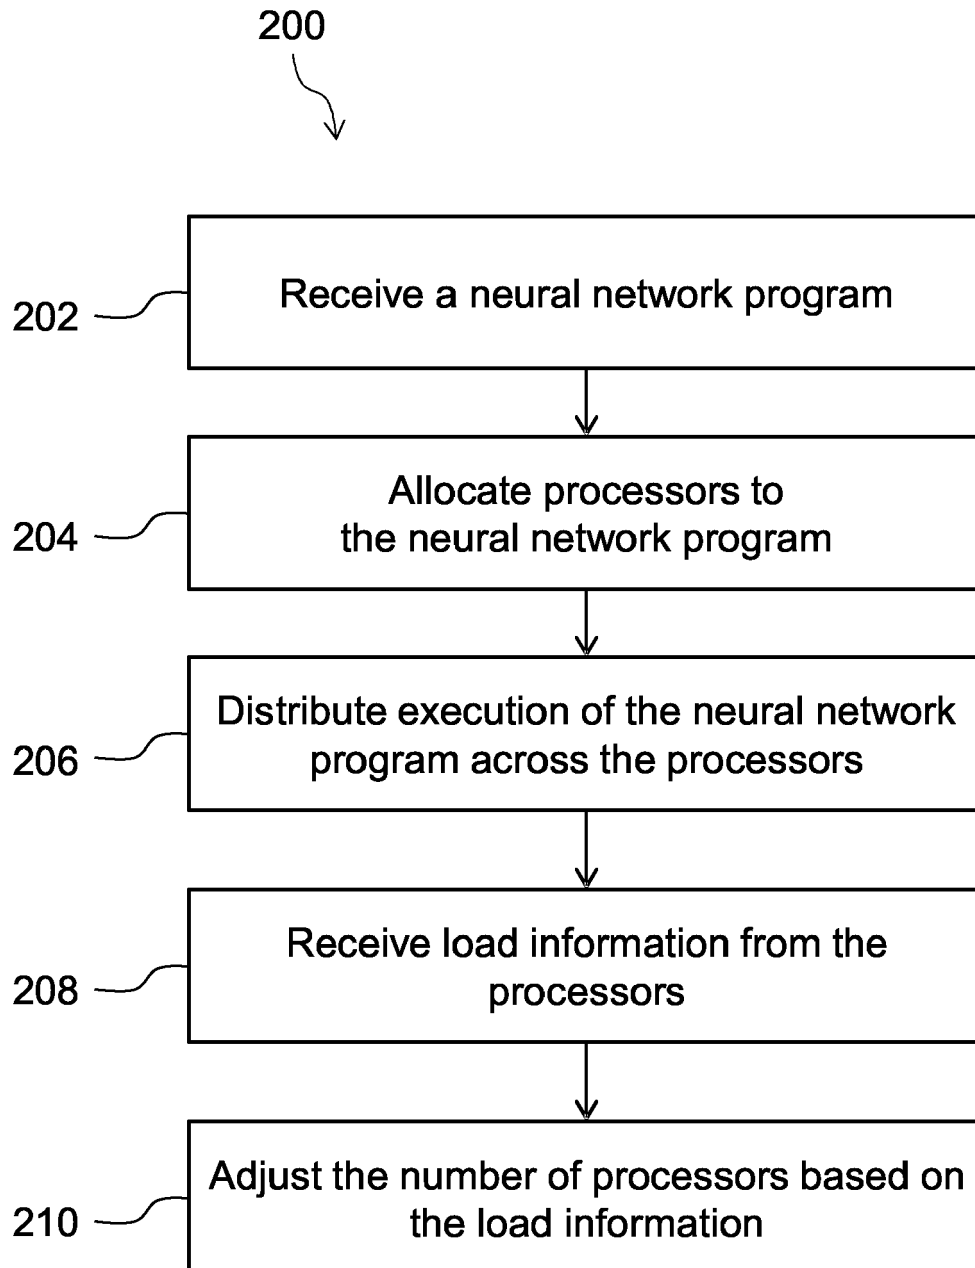 200
Receive a neural network program
202
Allocate processors to
the neural network program
204
Distribute execution of the neural network
program across the processors
206
Receive load information from the
processors
208
Adjust the number of processors based on
the load information
210